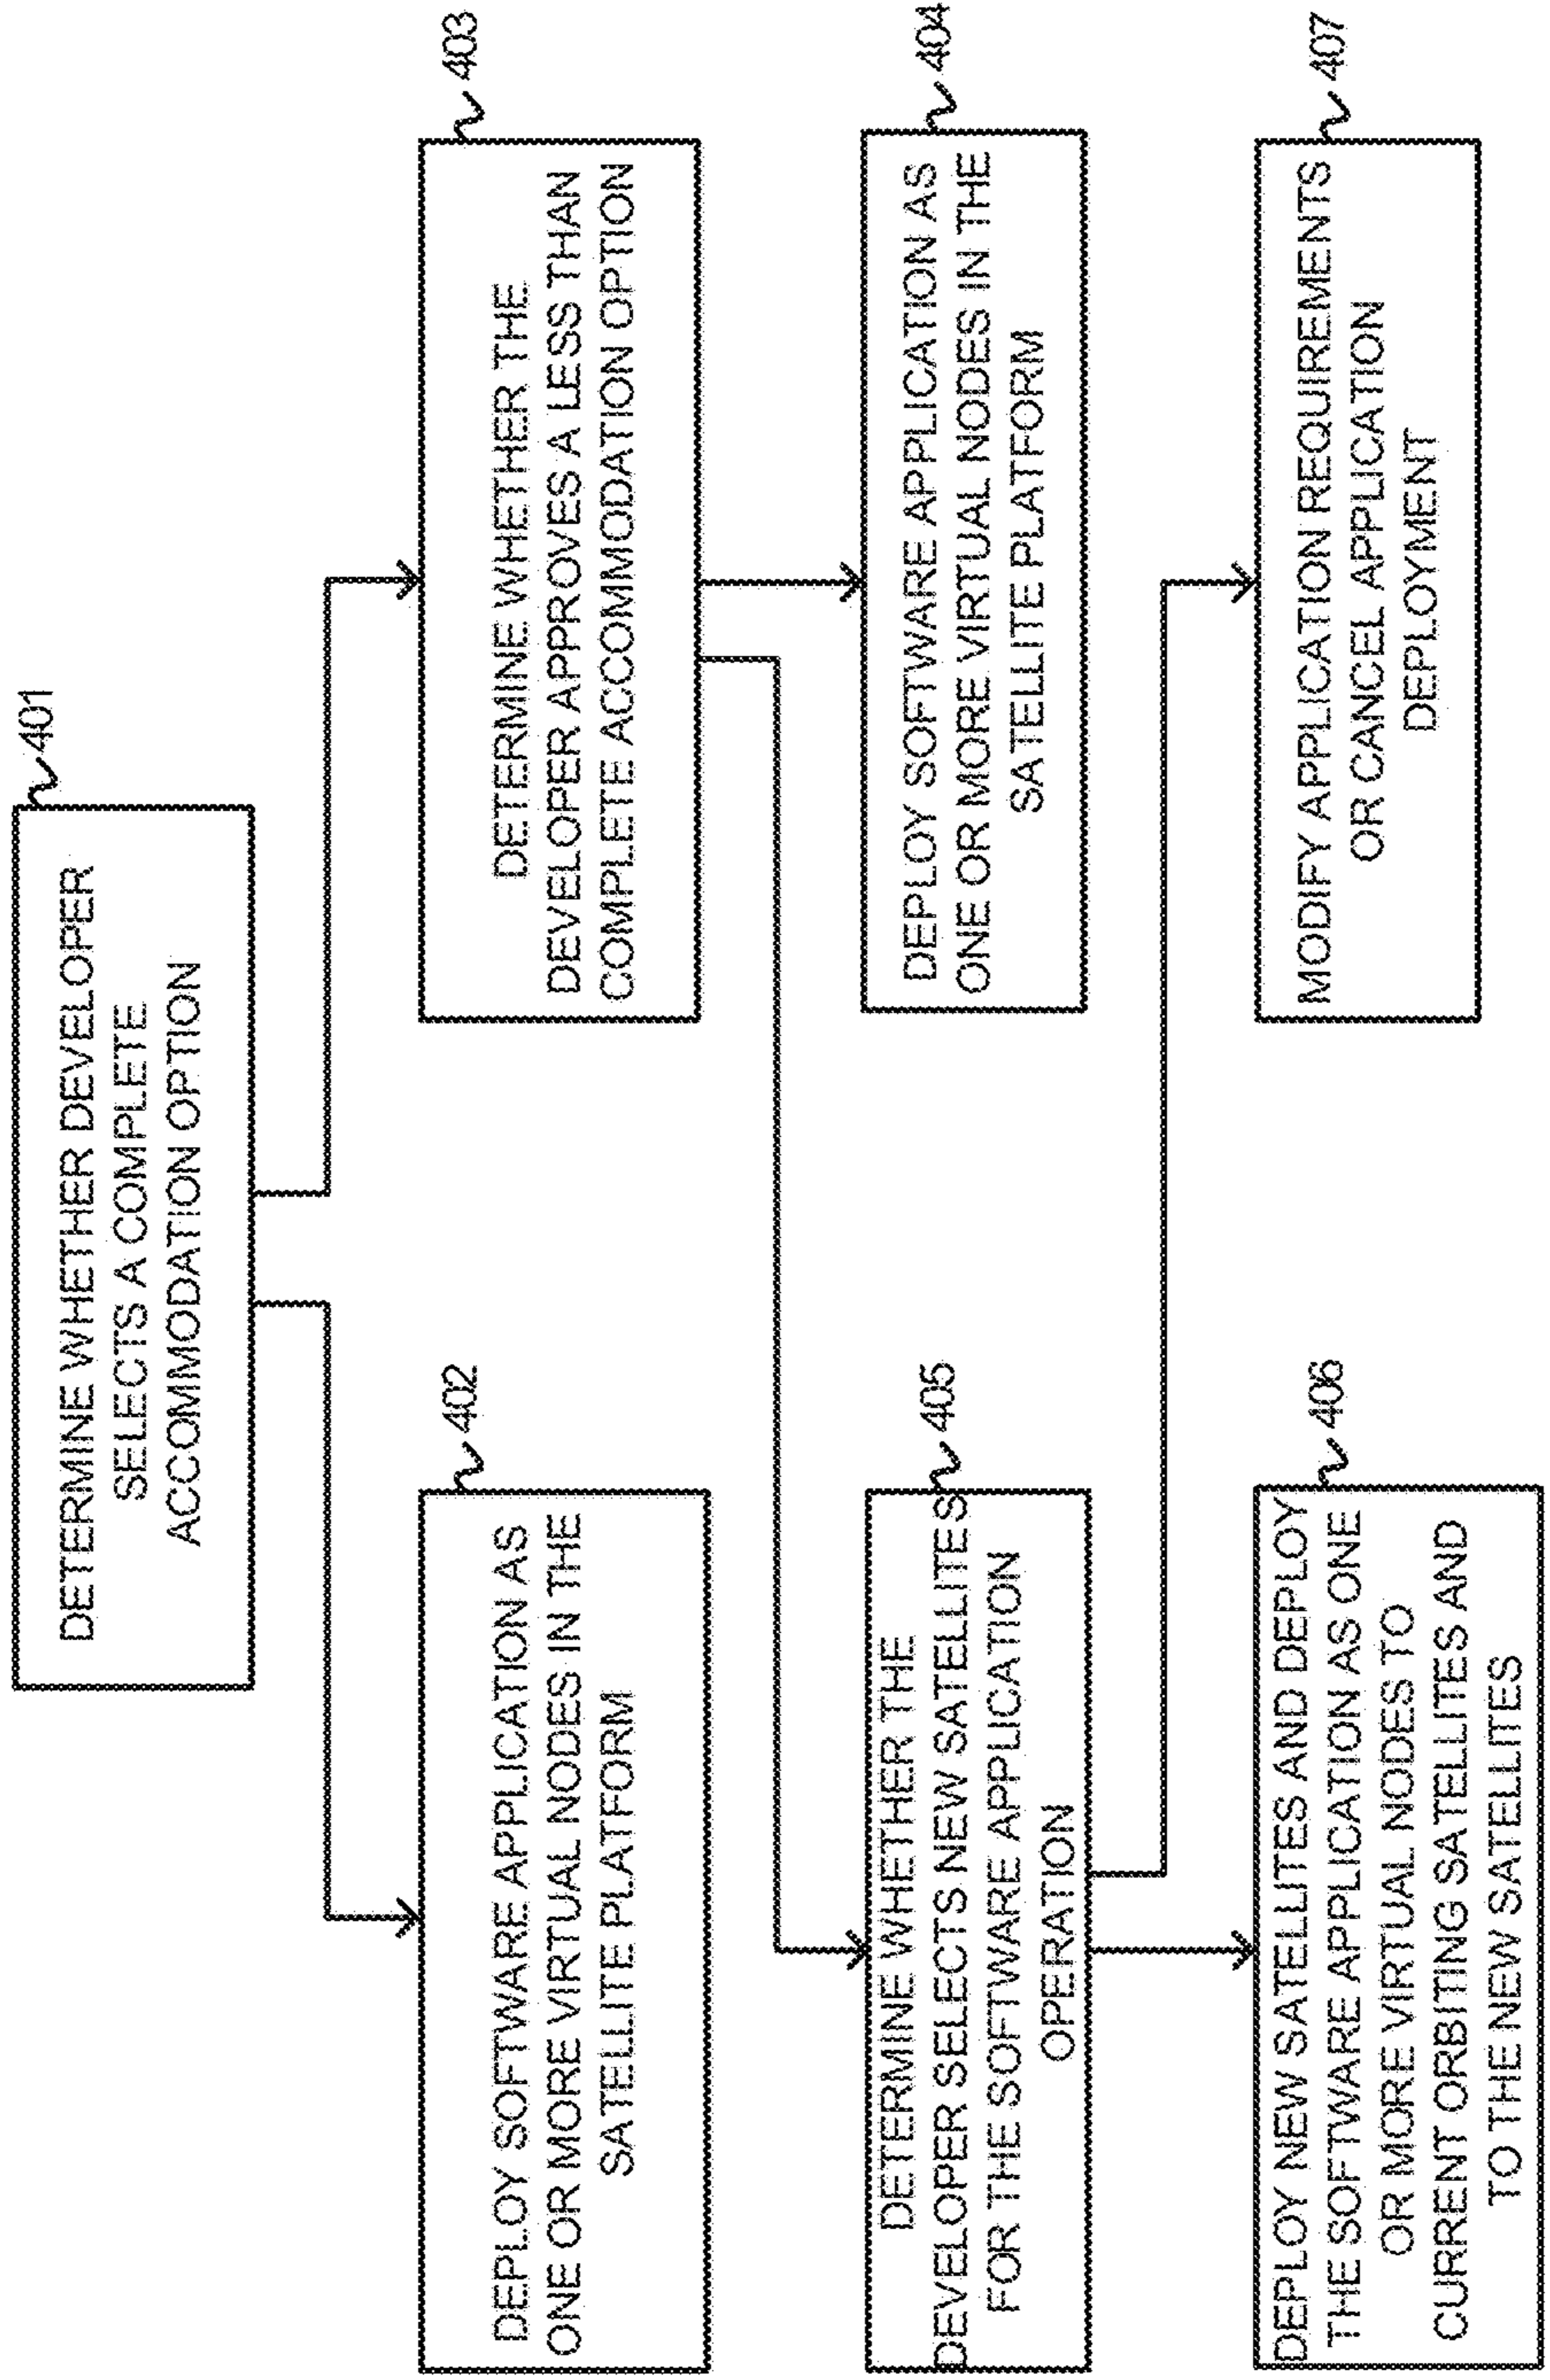 401
DETERMINE WHETHER DEVELOPER
SELECTS A COMPLETE
ACCOMMODATION OPTION
402
DEPLOY SOFTWARE APPLICATION AS
ONE OR MORE VIRTUAL NODES IN THE
SATELLITE PLATFORM
403
DETERMINE WHETHER THE
DEVELOPER APPROVES A LESS THAN
COMPLETE ACCOMMODATION OPTION
404
DEPLOY SOFTWARE APPLICATION AS
ONE OR MORE VIRTUAL NODES IN THE
SATELLITE PLATFORM
405
DETERMINE WHETHER THE
DEVELOPER SELECTS NEW SATELLITES
FOR THE SOFTWARE APPLICATION
OPERATION
406
DEPLOY NEW SATELLITES AND DEPLOY
THE SOFTWARE APPLICATION AS ONE
OR MORE VIRTUAL NODES TO
CURRENT ORBITING SATELLITES AND
TO THE NEW SATELLITES
407
MODIFY APPLICATION REQUIREMENTS
OR CANCEL APPLICATION
DEPLOYMENT